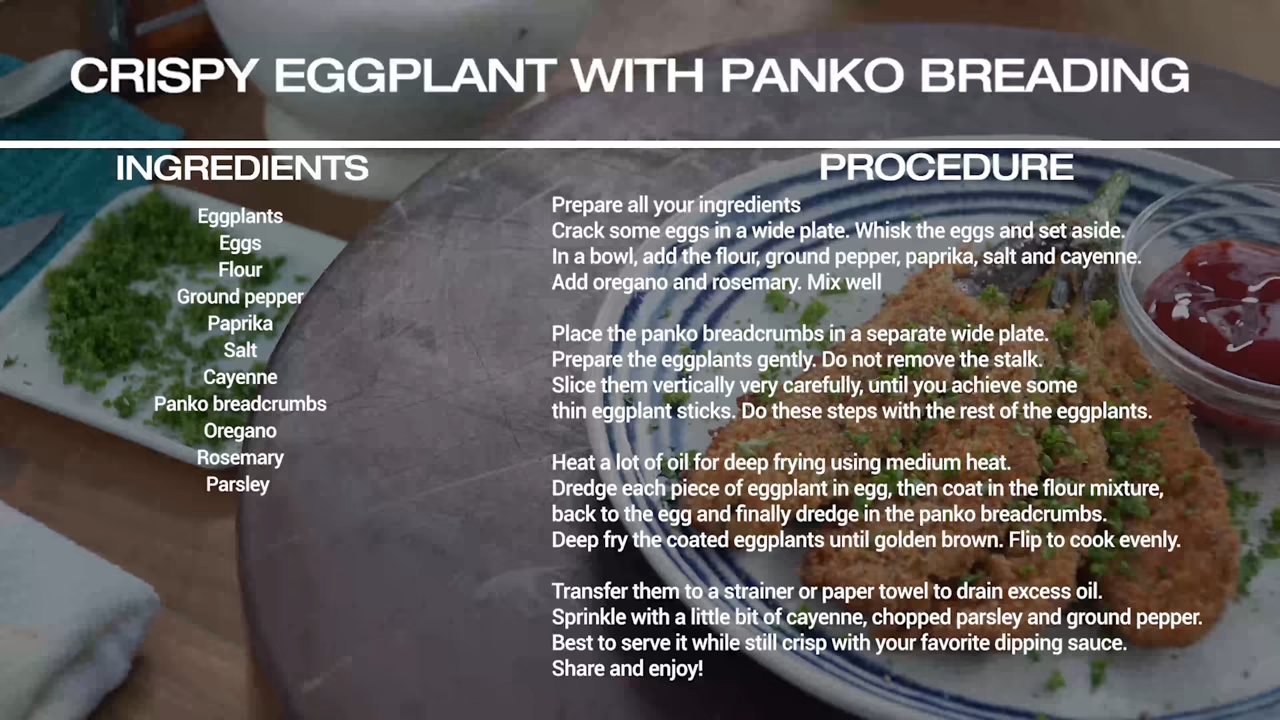 CRISPY EGGPLANT WITH PANKO BREADING
INGREDIENTS
Eggplants
Eggs
Flour
Ground pepper
Paprika
Salt
Cayenne
Panko breadcrumbs
Oregano
Rosemary
Parsley
PROCEDURE
Prepare all your ingredients
Crack some eggs in a wide plate. Whisk the eggs and set aside.
In a bowl, add the flour, ground pepper, paprika, salt and cayenne.
Add oregano and rosemary. Mix well
Place the panko breadcrumbs in a separate wide plate.
Prepare the eggplants gently. Do not remove the stalk.
Slice them vertically very carefully, until you achieve some
thin eggplant sticks. Do these steps with the rest of the eggplants.
Heat a lot of oil for deep frying using medium heat.
Dredge each piece of eggplant in egg, then coat in the flour mixture,
back to the egg and finally dredge in the panko breadcrumbs.
Deep fry the coated eggplants until golden brown. Flip to cook evenly.
Transfer them to a strainer or paper towel to drain excess oil.
Sprinkle with a little bit of cayenne, chopped parsley and ground pepper.
Best to serve it while still crisp with your favorite dipping sauce.
Share and enjoy!